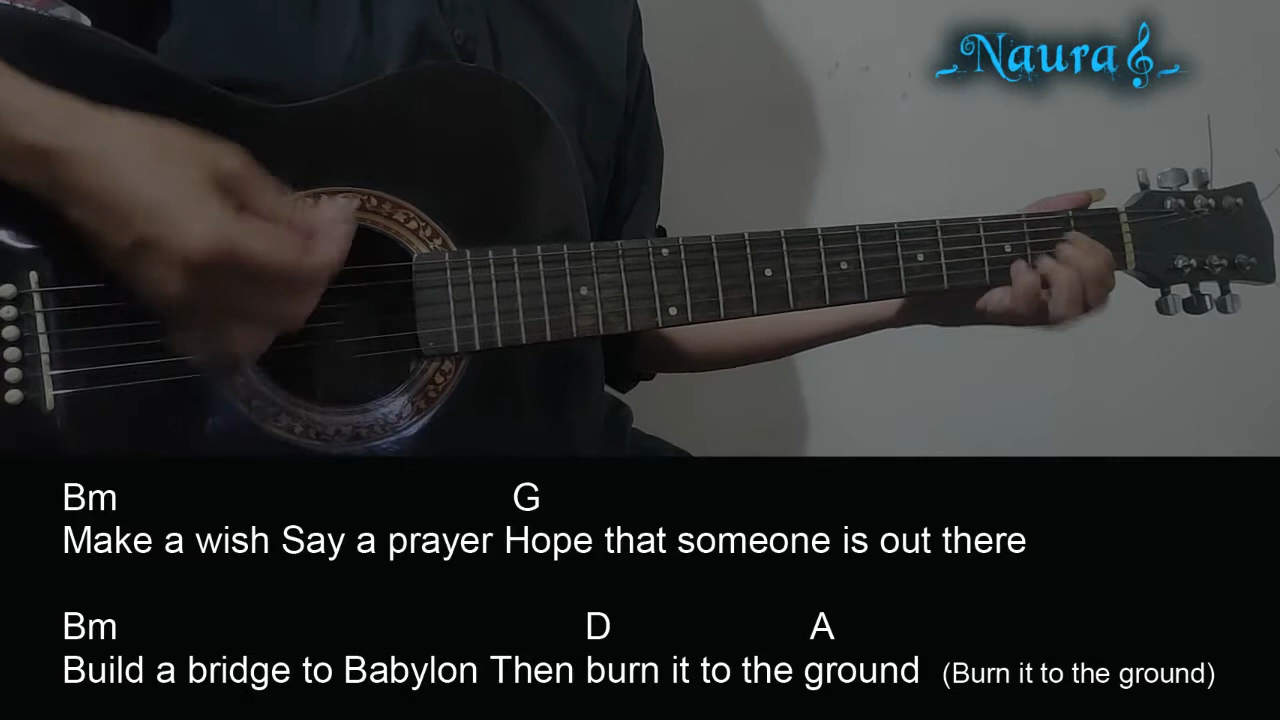 Naura
Bm G
Make a wish Say a prayer Hope that someone is out there
Bm D A
Build a bridge to Babylon Then burn it to the ground (Burn it to the ground)